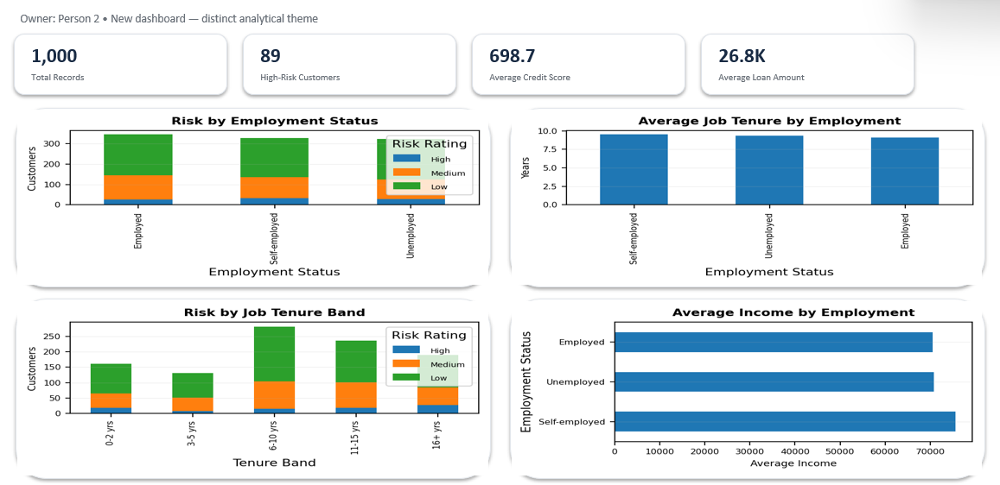 Owner: Person 2 • New dashboard — distinct analytical theme
1,000
Total Records
89
High-Risk Customers
698.7
Average Credit Score
26.8K
Average Loan Amount
Risk by Employment Status
Customers
300
200
100
0
Risk Rating
High
Medium
Low
Employed
Self-employed
Unemployed
Employment Status
Average Job Tenure by Employment
Years
10.0
7.5
5.0
2.5
0.0
Self-employed
Unemployed
Employed
Employment Status
Risk by Job Tenure Band
Customers
250
200
150
100
50
0
Risk Rating
High
Medium
Low
0-2 yrs
3-5 yrs
6-10 yrs
11-15 yrs
16+ yrs
Tenure Band
Average Income by Employment
Employment Status
Employed
Unemployed
Self-employed
0 10000 20000 30000 40000 50000 60000 70000
Average Income